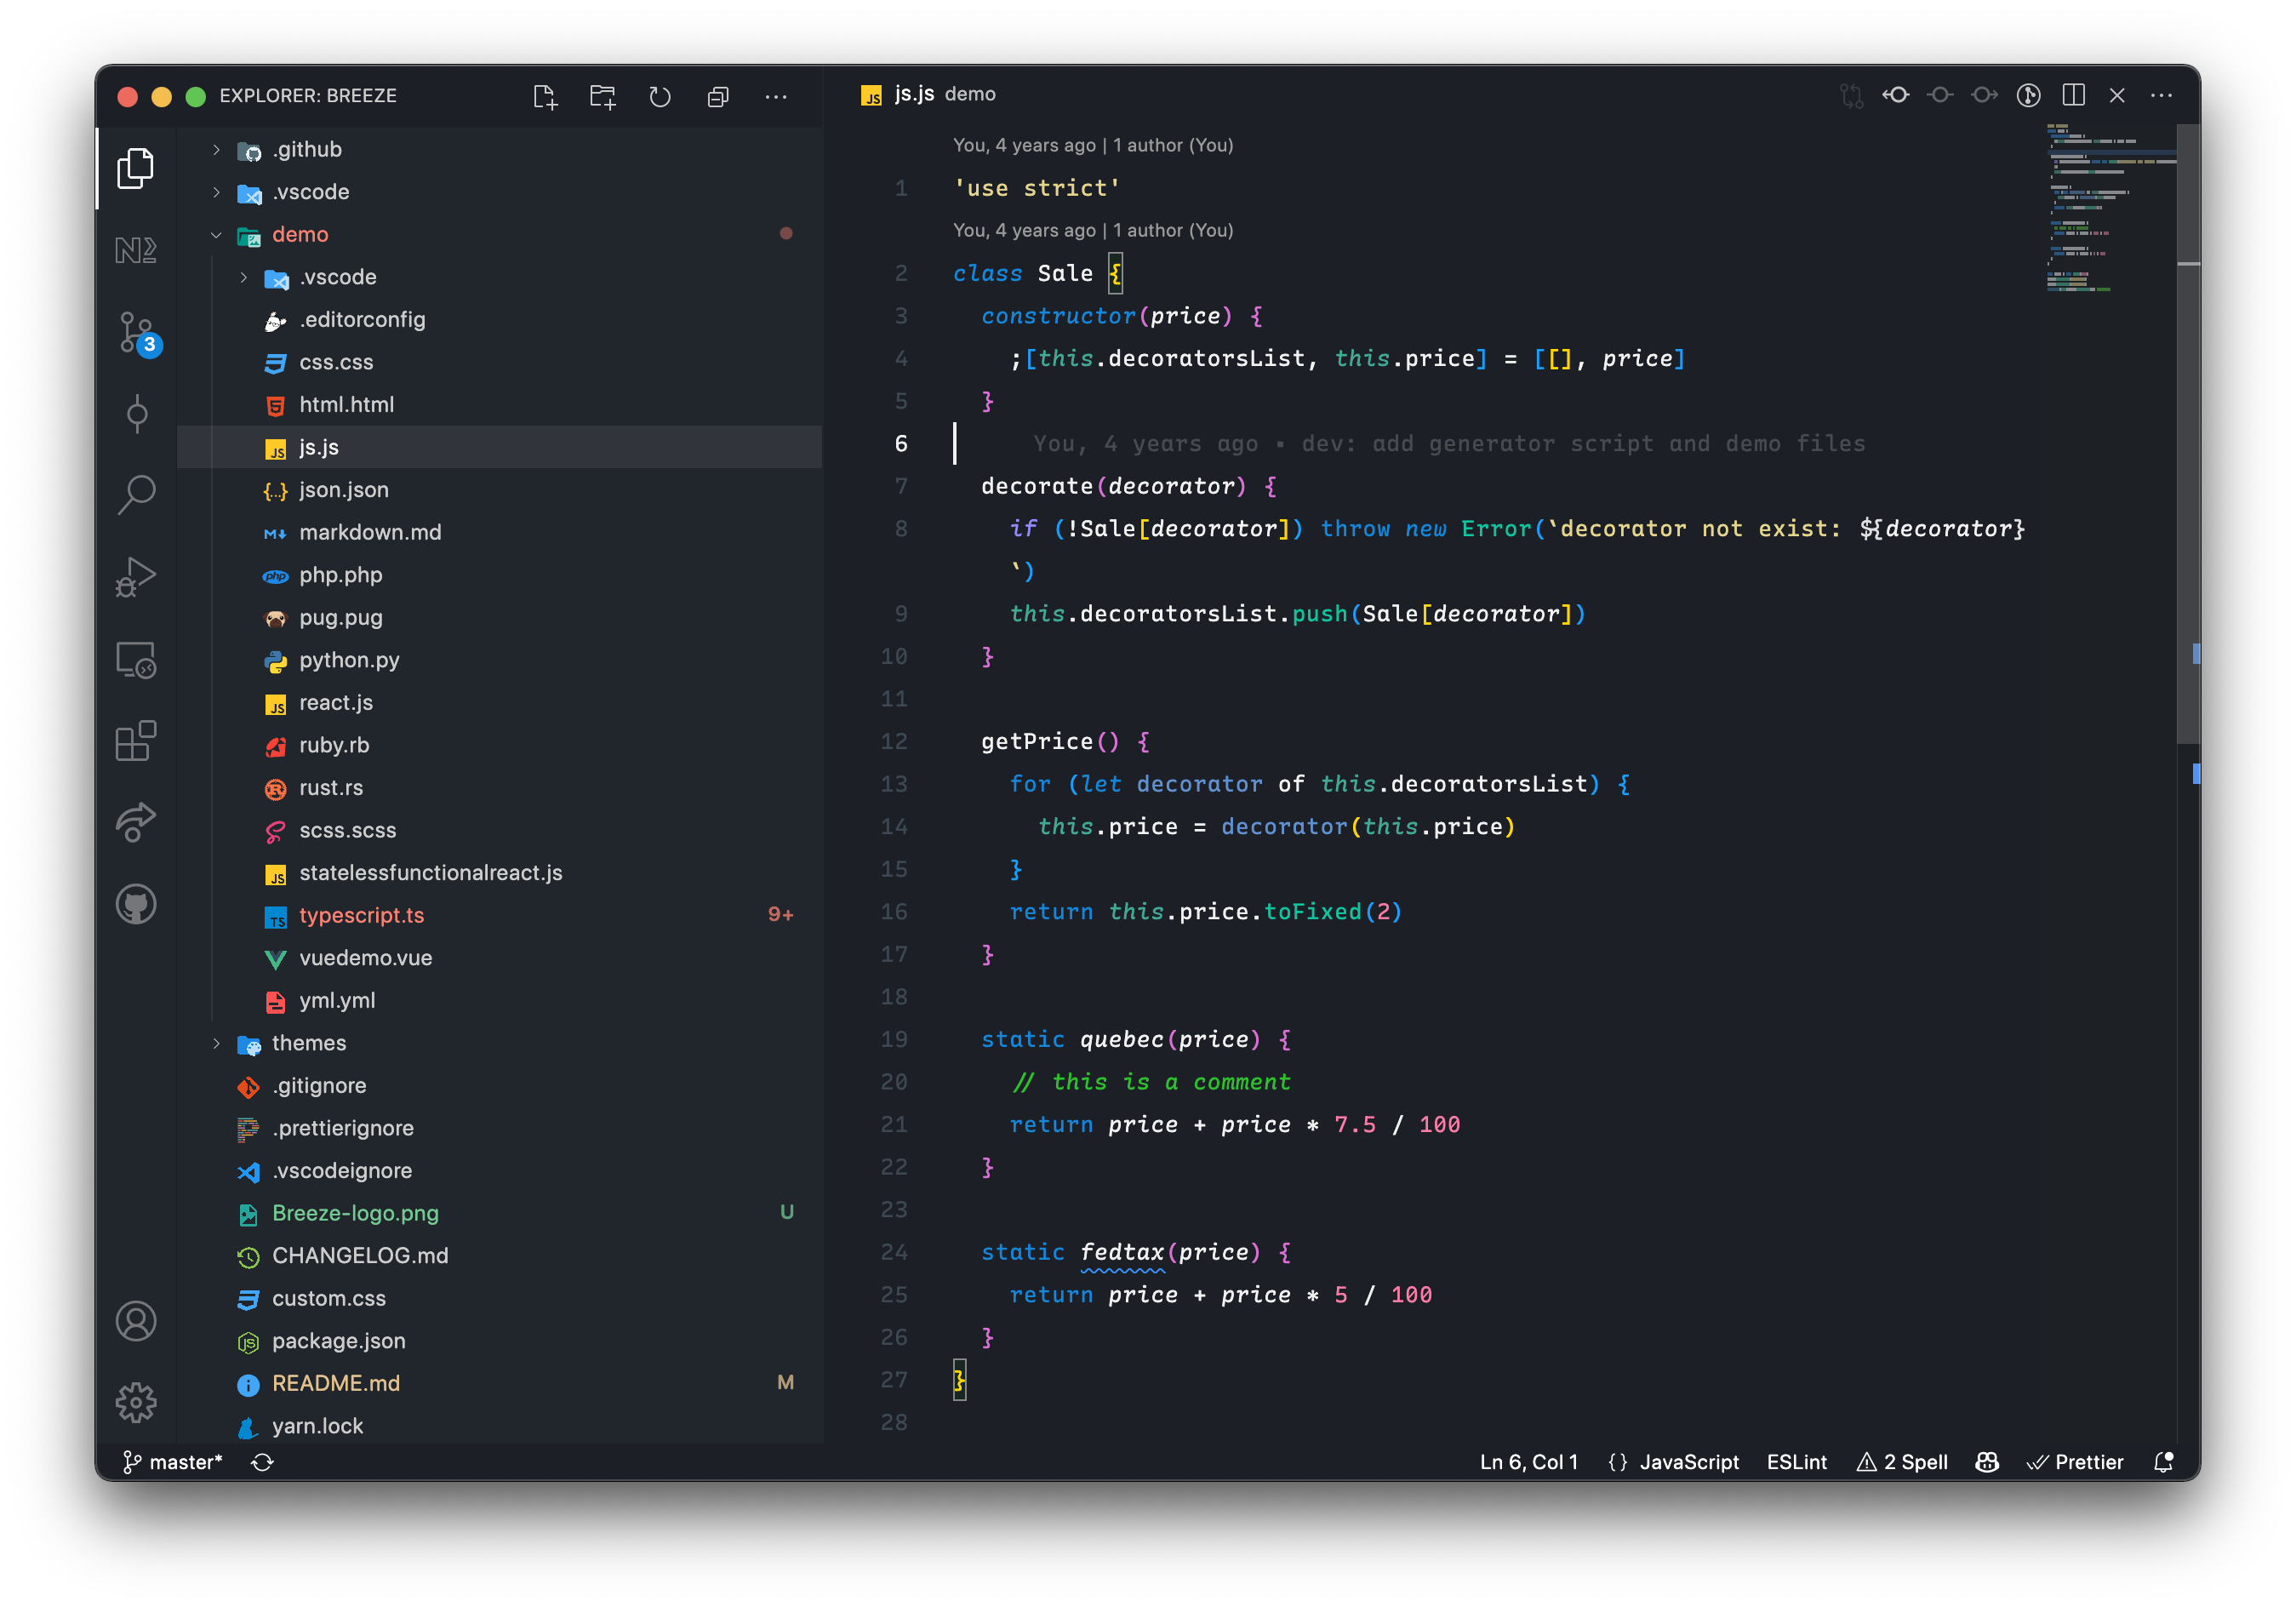 EXPLORER: BREEZE
.github
.vscode
demo
.vscode
.editorconfig
css.css
html.html
js.js
json.json
markdown.md
php.php
pug.pug
python.py
react.js
ruby.rb
rust.rs
scss.scss
statelessfunctionalreact.js
typescript.ts 9+
vuedemo.vue
yml.yml
themes
.gitignore
.prettierignore
.vscodeignore
Breeze-logo.png U
CHANGELOG.md
custom.css
package.json
README.md M
yarn.lock
3
JS js.js demo
You, 4 years ago | 1 author (You)
1 'use strict'
You, 4 years ago | 1 author (You)
2 class Sale {
3 constructor(price) {
4 ;[this.decoratorsList, this.price] = [[], price]
5 }
6 You, 4 years ago • dev: add generator script and demo files
7 decorate(decorator) {
8 if (!Sale[decorator]) throw new Error(`decorator not exist: ${decorator}
`)
9 this.decoratorsList.push(Sale[decorator])
10 }
11
12 getPrice() {
13 for (let decorator of this.decoratorsList) {
14 this.price = decorator(this.price)
15 }
16 return this.price.toFixed(2)
17 }
18
19 static quebec(price) {
20 // this is a comment
21 return price + price * 7.5 / 100
22 }
23
24 static fedtax(price) {
25 return price + price * 5 / 100
26 }
27 }
28
master*
Ln 6, Col 1 {} JavaScript ESLint 2 Spell Prettier